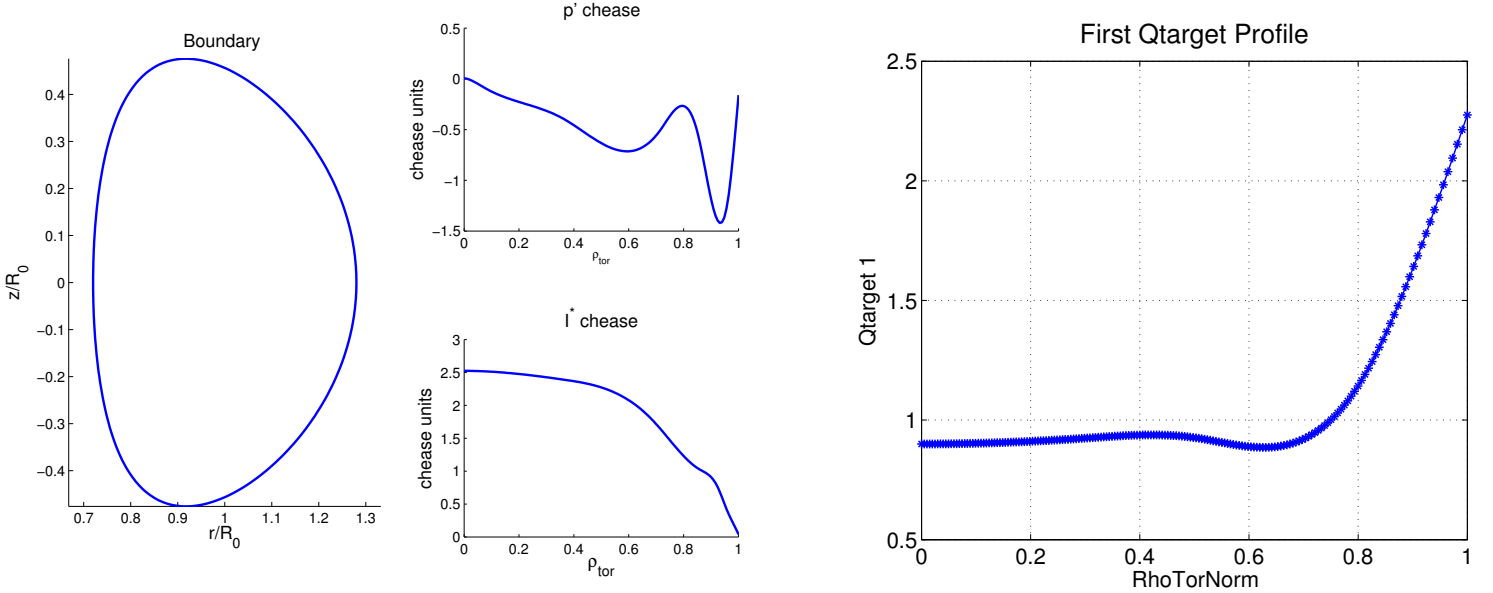 Boundary
z/R_0
0.4
0.3
0.2
0.1
0
−0.1
−0.2
−0.3
−0.4
0.7 0.8 0.9 1 1.1 1.2 1.3
r/R_0
p' chease
chease units
0.5
0
−0.5
−1
−1.5
0 0.2 0.4 0.6 0.8 1
ρ_tor
I^* chease
chease units
3
2.5
2
1.5
1
0.5
0
0 0.2 0.4 0.6 0.8 1
ρ_tor
First Qtarget Profile
Qtarget 1
2.5
2
1.5
1
0.5
0 0.2 0.4 0.6 0.8 1
RhoTorNorm